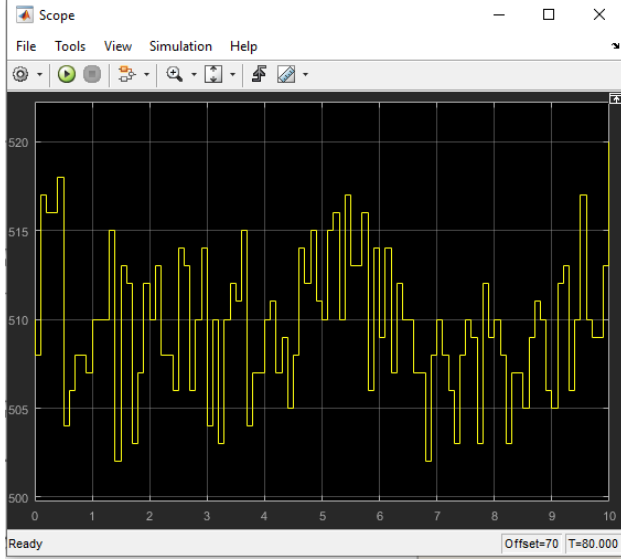 Scope
File Tools View Simulation Help
520
515
510
505
500
0 1 2 3 4 5 6 7 8 9 10
Ready Offset=70 T=80.000